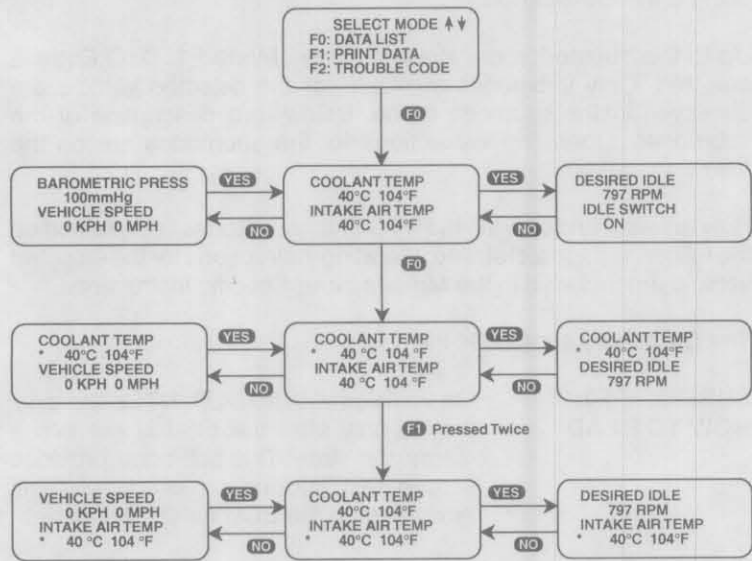 SELECT MODE
F0: DATA LIST
F1: PRINT DATA
F2: TROUBLE CODE
F0
BAROMETRIC PRESS
100mmHg
VEHICLE SPEED
0 KPH 0 MPH
YES
NO
COOLANT TEMP
40°C 104°F
INTAKE AIR TEMP
40°C 104°F
YES
NO
DESIRED IDLE
797 RPM
IDLE SWITCH
ON
F0
COOLANT TEMP
* 40°C 104°F
VEHICLE SPEED
0 KPH 0 MPH
YES
NO
COOLANT TEMP
* 40°C 104°F
INTAKE AIR TEMP
40°C 104°F
YES
NO
COOLANT TEMP
* 40°C 104°F
DESIRED IDLE
797 RPM
F1 Pressed Twice
VEHICLE SPEED
0 KPH 0 MPH
INTAKE AIR TEMP
* 40 °C 104 °F
YES
NO
COOLANT TEMP
40°C 104°F
INTAKE AIR TEMP
* 40°C 104°F
YES
NO
DESIRED IDLE
797 RPM
INTAKE AIR TEMP
* 40 °C 104°F